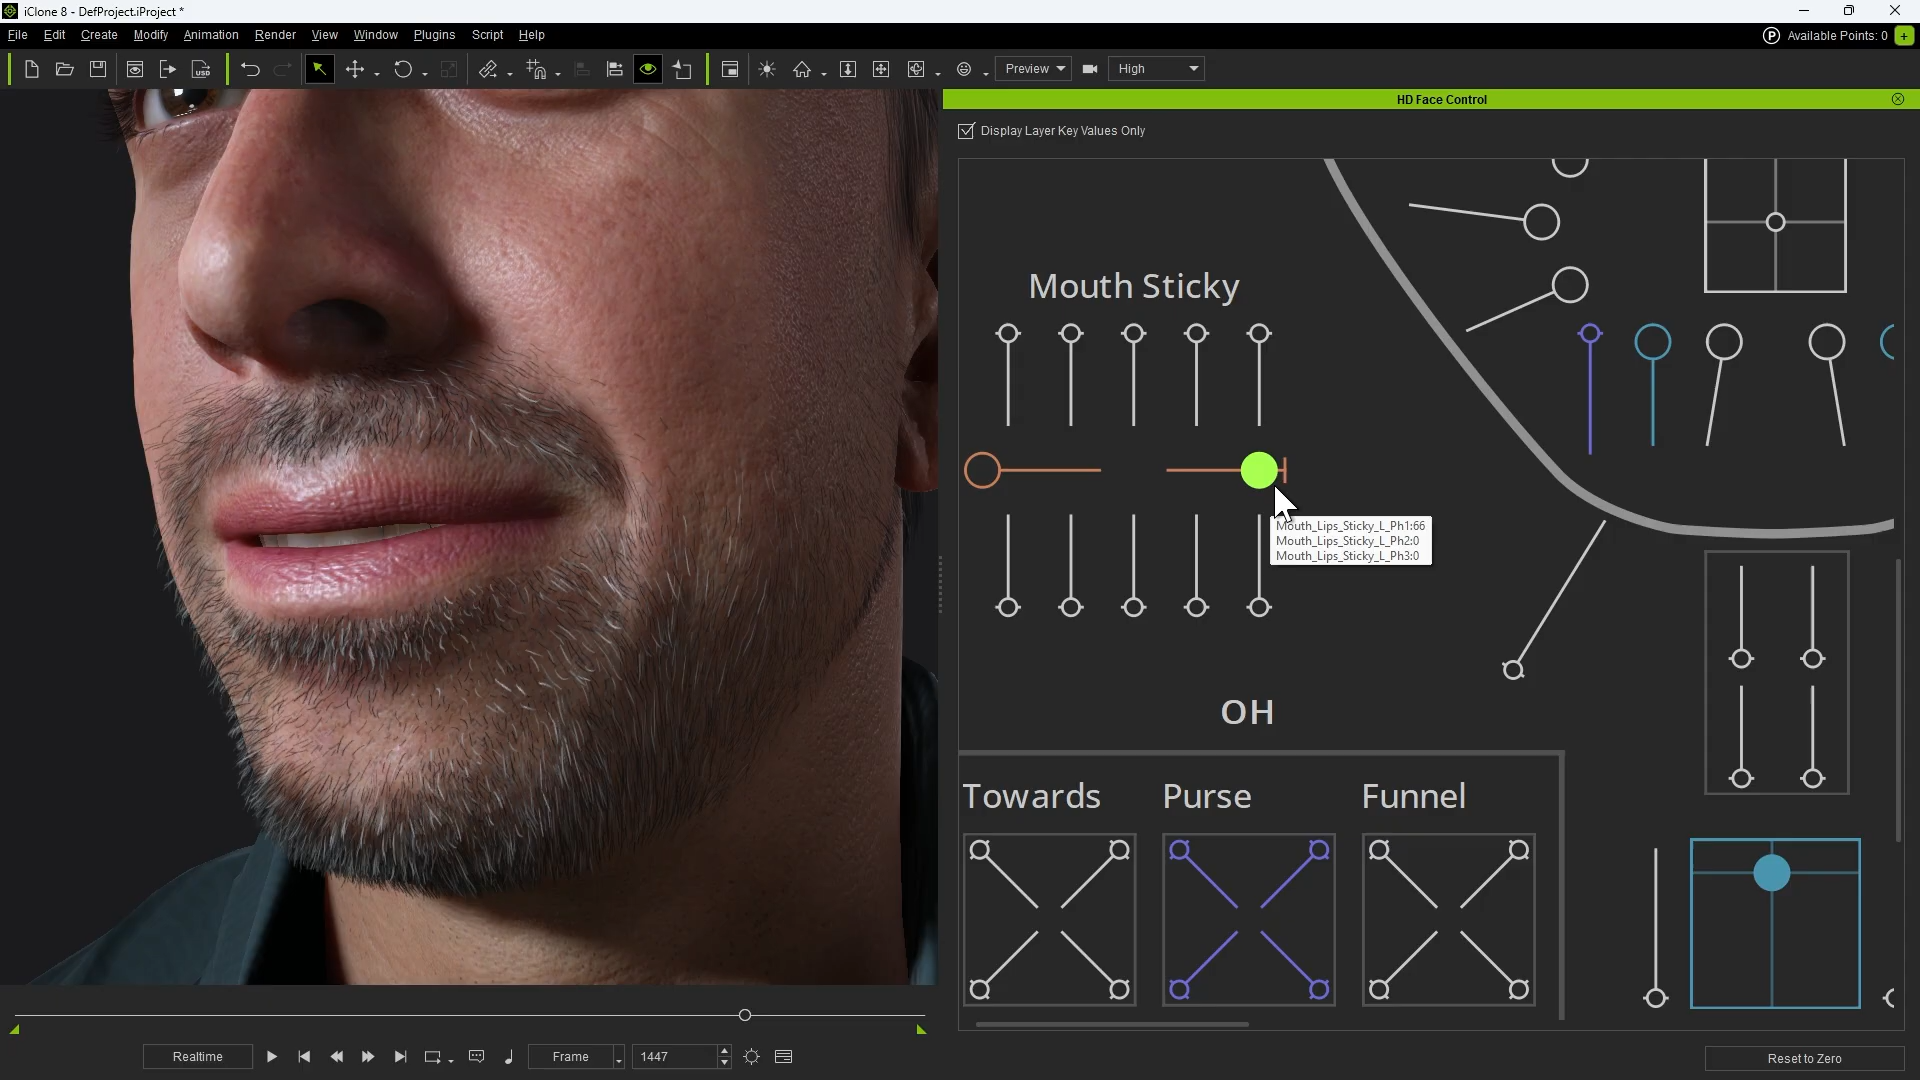 iClone 8 - DefProject.iProject *
File Edit Create Modify Animation Render View Window Plugins Script Help
P Available Points: 0 +
USD
Preview
High
HD Face Control
Display Layer Key Values Only
Mouth Sticky
Mouth_Lips_Sticky_L_Ph1:66
Mouth_Lips_Sticky_L_Ph2:0
Mouth_Lips_Sticky_L_Ph3:0
OH
Towards Purse Funnel
Realtime
Frame
1447
Reset to Zero